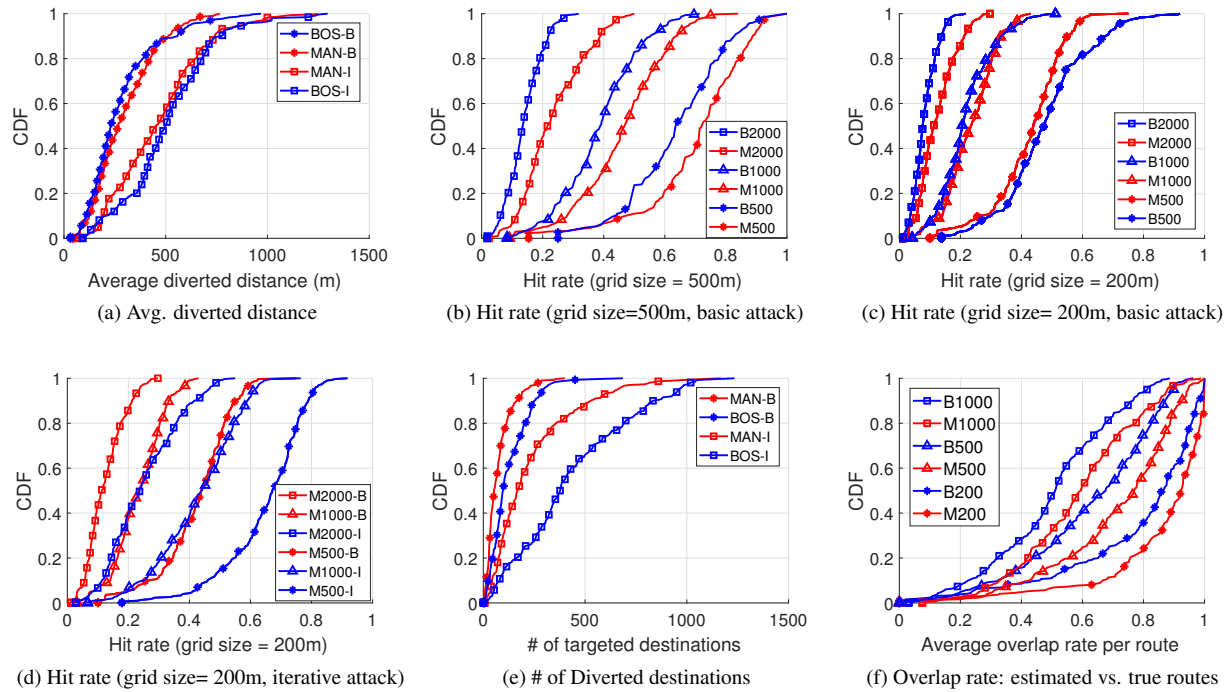 CDF
1
0.8
0.6
0.4
0.2
0
0 500 1000 1500
BOS-B
MAN-B
MAN-I
BOS-I
Average diverted distance (m)
(a) Avg. diverted distance
CDF
1
0.8
0.6
0.4
0.2
0
0 0.2 0.4 0.6 0.8 1
B2000
M2000
B1000
M1000
B500
M500
Hit rate (grid size = 500m)
(b) Hit rate (grid size=500m, basic attack)
CDF
1
0.8
0.6
0.4
0.2
0
0 0.2 0.4 0.6 0.8 1
B2000
M2000
B1000
M1000
M500
B500
Hit rate (grid size = 200m)
(c) Hit rate (grid size= 200m, basic attack)
CDF
1
0.8
0.6
0.4
0.2
0
0 0.2 0.4 0.6 0.8 1
M2000-B
M1000-B
M2000-I
M500-B
M1000-I
M500-I
Hit rate (grid size = 200m)
(d) Hit rate (grid size= 200m, iterative attack)
CDF
1
0.8
0.6
0.4
0.2
0
0 500 1000 1500
MAN-B
BOS-B
MAN-I
BOS-I
# of targeted destinations
(e) # of Diverted destinations
CDF
1
0.8
0.6
0.4
0.2
0
0 0.2 0.4 0.6 0.8 1
B1000
M1000
B500
M500
B200
M200
Average overlap rate per route
(f) Overlap rate: estimated vs. true routes